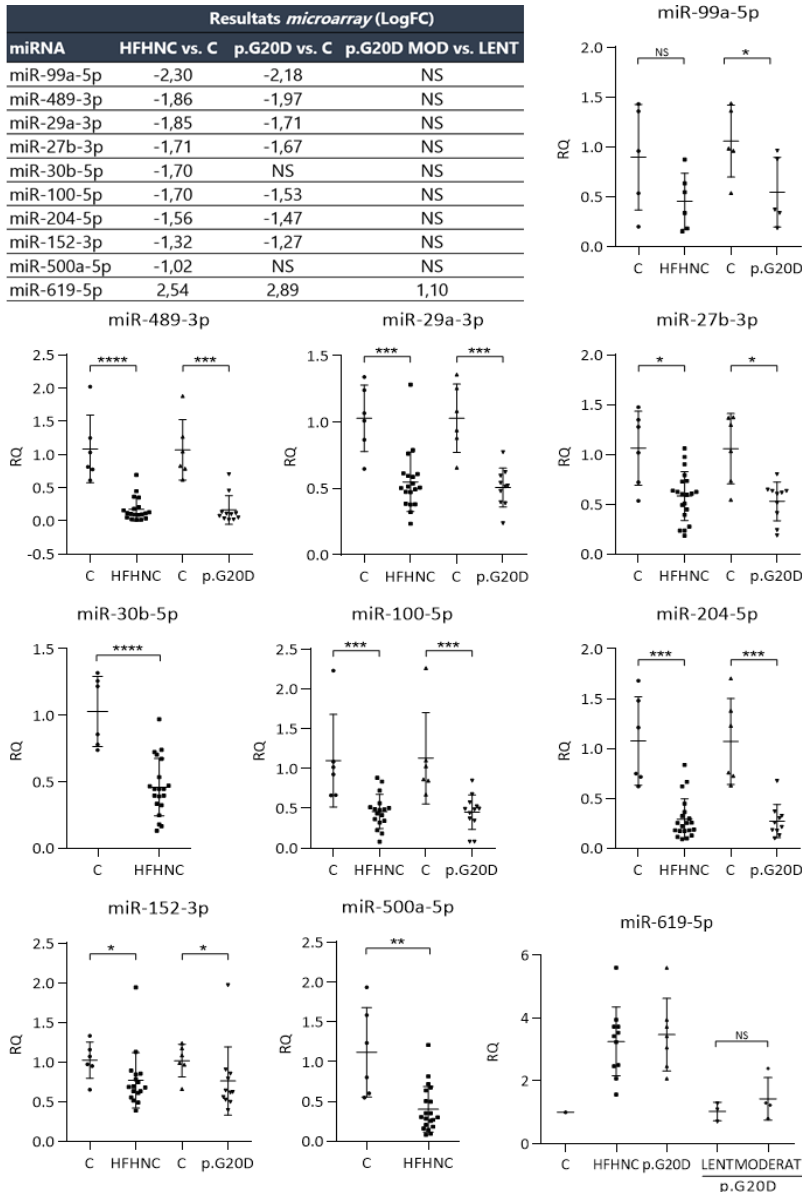 Resultats microarray (LogFC)
miRNA HFHNC vs. C p.G20D vs. C p.G20D MOD vs. LENT
miR-99a-5p -2,30 -2,18 NS
miR-489-3p -1,86 -1,97 NS
miR-29a-3p -1,85 -1,71 NS
miR-27b-3p -1,71 -1,67 NS
miR-30b-5p -1,70 NS NS
miR-100-5p -1,70 -1,53 NS
miR-204-5p -1,56 -1,47 NS
miR-152-3p -1,32 -1,27 NS
miR-500a-5p -1,02 NS NS
miR-619-5p 2,54 2,89 1,10
miR-99a-5p
2.0
1.5
1.0
0.5
0.0
RQ
NS
*
C HFHNC C p.G20D
miR-489-3p
2.5
2.0
1.5
1.0
0.5
0.0
-0.5
RQ
****
***
C HFHNC C p.G20D
miR-29a-3p
1.5
1.0
0.5
0.0
RQ
***
***
C HFHNC C p.G20D
miR-27b-3p
2.0
1.5
1.0
0.5
0.0
RQ
*
*
C HFHNC C p.G20D
miR-30b-5p
1.5
1.0
0.5
0.0
RQ
****
C HFHNC
miR-100-5p
2.5
2.0
1.5
1.0
0.5
0.0
RQ
***
***
C HFHNC C p.G20D
miR-204-5p
2.0
1.5
1.0
0.5
0.0
RQ
***
***
C HFHNC C p.G20D
miR-152-3p
2.5
2.0
1.5
1.0
0.5
0.0
RQ
*
*
C HFHNC C p.G20D
miR-500a-5p
2.5
2.0
1.5
1.0
0.5
0.0
RQ
**
C HFHNC
miR-619-5p
6
4
2
0
RQ
NS
C HFHNC p.G20D LENT MODERAT
p.G20D